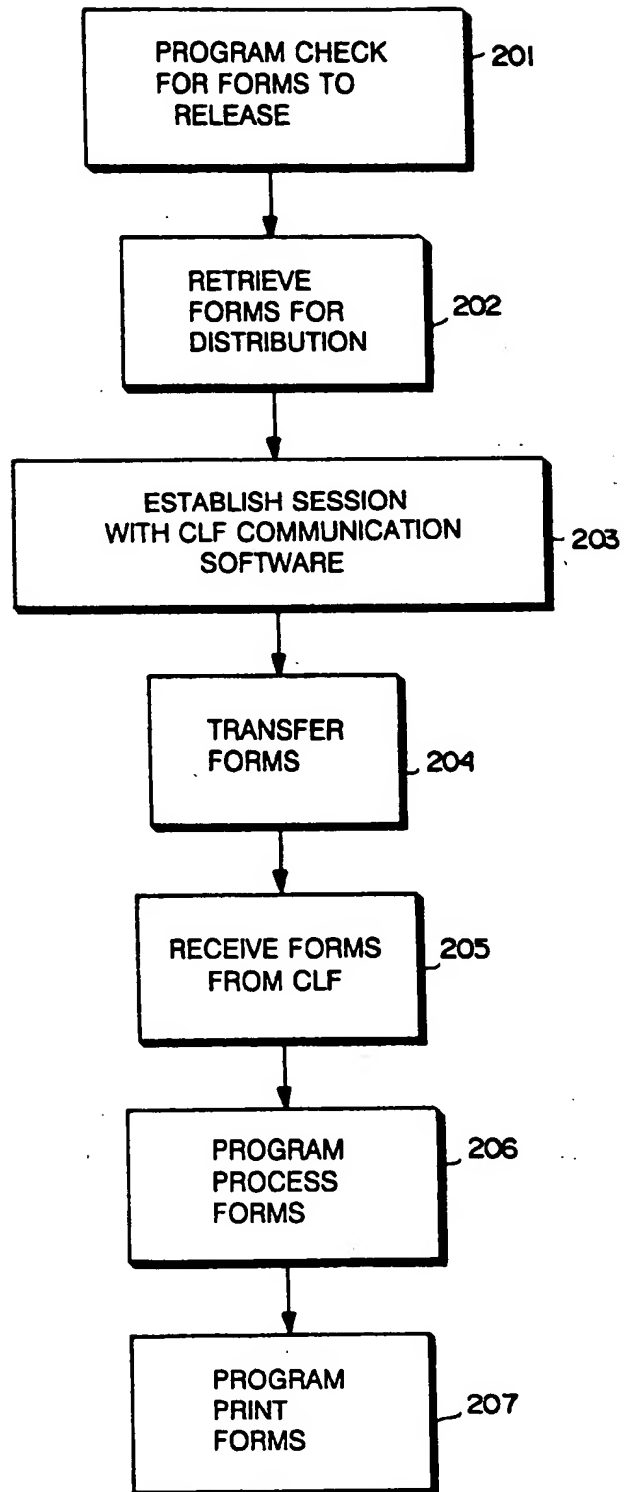 PROGRAM CHECK
FOR FORMS TO
RELEASE
201
RETRIEVE
FORMS FOR
DISTRIBUTION
202
ESTABLISH SESSION
WITH CLF COMMUNICATION
SOFTWARE
203
TRANSFER
FORMS
204
RECEIVE FORMS
FROM CLF
205
PROGRAM
PROCESS
FORMS
206
PROGRAM
PRINT
FORMS
207